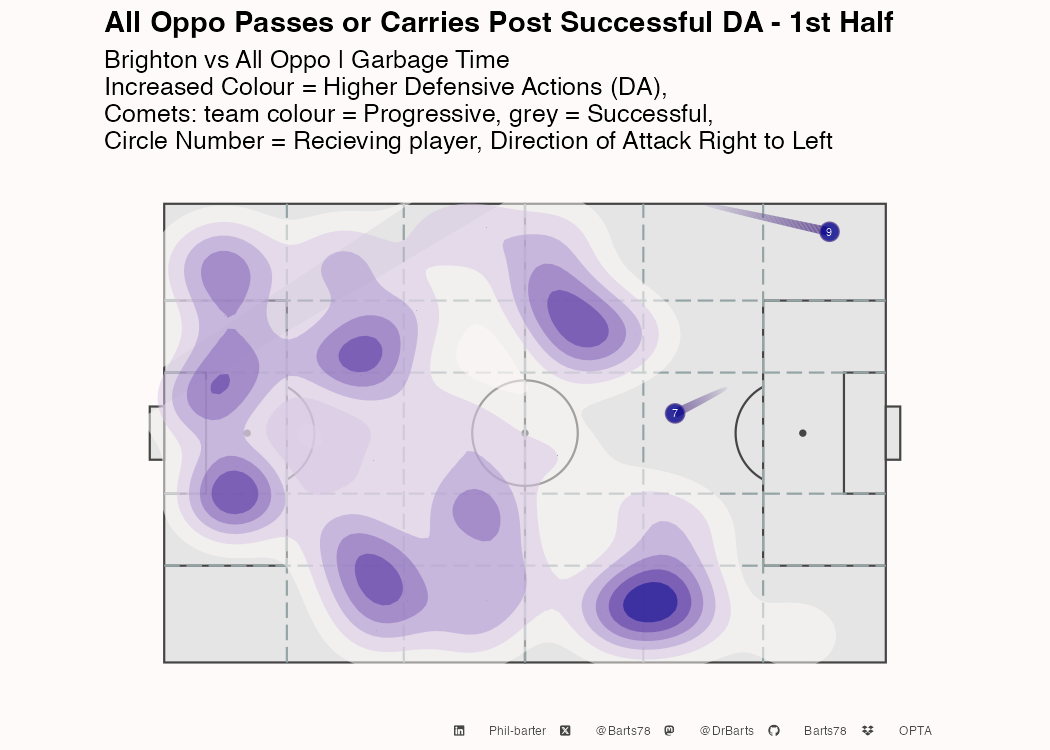 All Oppo Passes or Carries Post Successful DA - 1st Half
Brighton vs All Oppo | Garbage Time
Increased Colour = Higher Defensive Actions (DA),
Comets: team colour = Progressive, grey = Successful,
Circle Number = Recieving player, Direction of Attack Right to Left
9
7
Phil-barter @Barts78 @DrBarts Barts78 OPTA